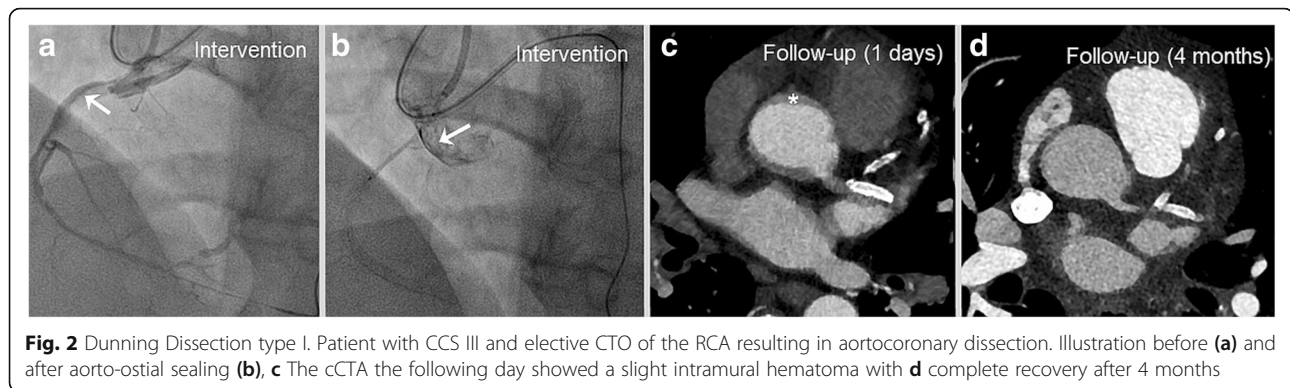 a
Intervention
b
Intervention
c
Follow-up (1 days)
*
d
Follow-up (4 months)
Fig. 2 Dunning Dissection type I. Patient with CCS III and elective CTO of the RCA resulting in aortocoronary dissection. Illustration before (a) and
after aorto-ostial sealing (b), c The cCTA the following day showed a slight intramural hematoma with d complete recovery after 4 months